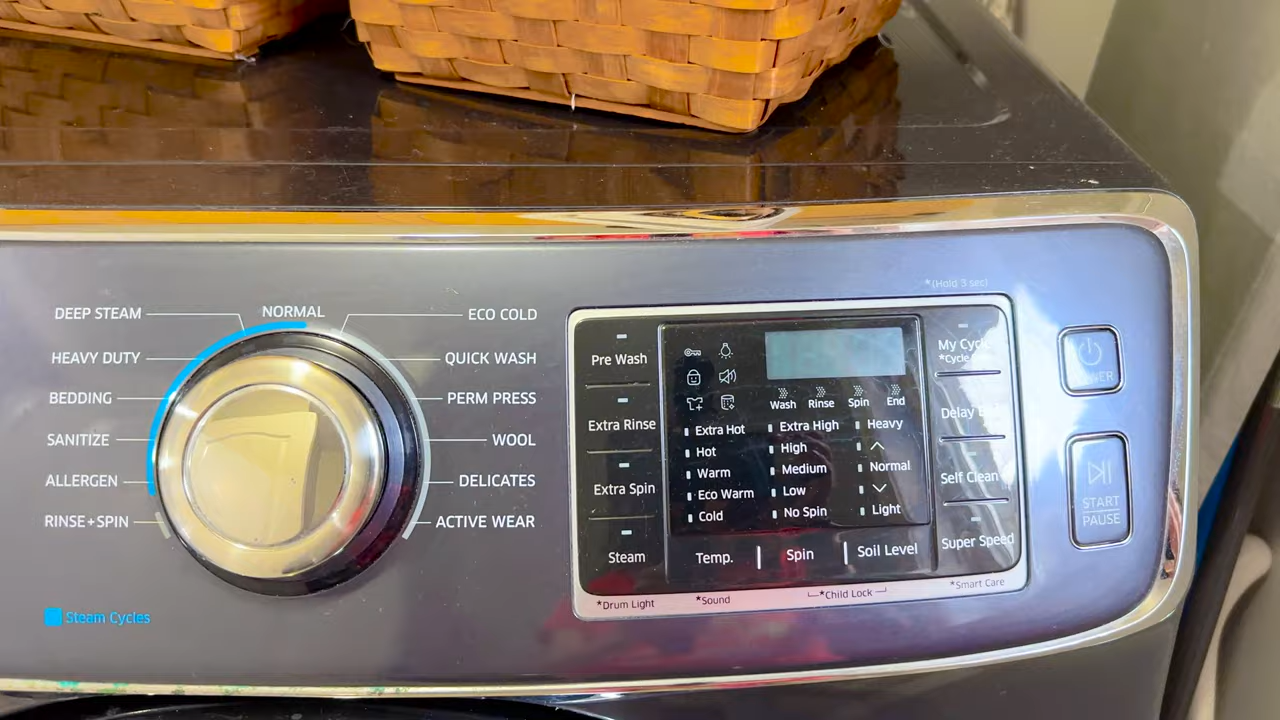 *(Hold 3 sec)
NORMAL
DEEP STEAM
ECO COLD
HEAVY DUTY
QUICK WASH
BEDDING
PERM PRESS
SANITIZE
WOOL
ALLERGEN
DELICATES
RINSE+SPIN
ACTIVE WEAR
Steam Cycles
Pre Wash
Extra Rinse
Extra Spin
Steam
Wash Rinse Spin End
Extra Hot
Hot
Warm
Eco Warm
Cold
Temp.
Extra High
High
Medium
Low
No Spin
Spin
Heavy
Normal
Light
Soil Level
My Cycle
*Cycle
Delay
Self Clean
Super Speed
*Drum Light
*Sound
*Child Lock
*Smart Care
POWER
START
PAUSE